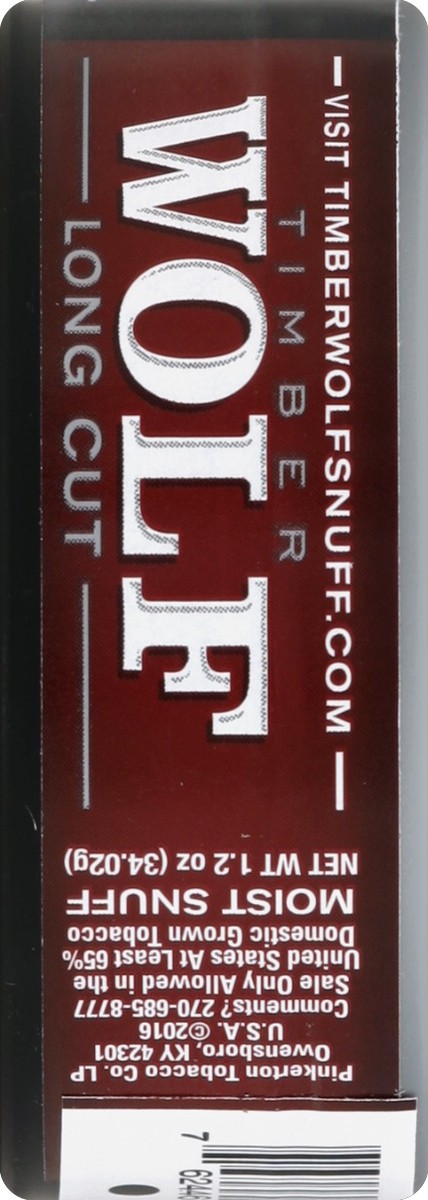 — VISIT TIMBERWOLFSNUFF.COM —
TIMBER
WOLF
LONG CUT
Pinkerton Tobacco Co. LP
Owensboro, KY 42301
U.S.A. ©2016
Comments? 270-685-8777
Sale Only Allowed in the
United States At Least 65%
Domestic Grown Tobacco
MOIST SNUFF
NET WT 1.2 oz (34.02g)
7